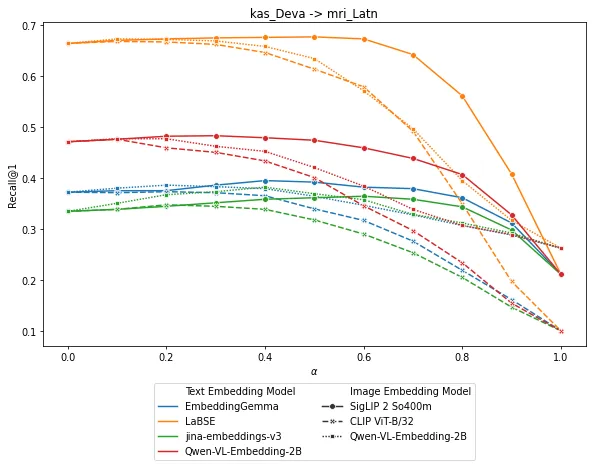 kas_Deva -> mri_Latn
0.7
0.6
0.5
0.4
0.3
0.2
0.1
Recall@1
0.0 0.2 0.4 0.6 0.8 1.0
α
Text Embedding Model Image Embedding Model
EmbeddingGemma SigLIP 2 So400m
LaBSE CLIP ViT-B/32
jina-embeddings-v3 Qwen-VL-Embedding-2B
Qwen-VL-Embedding-2B